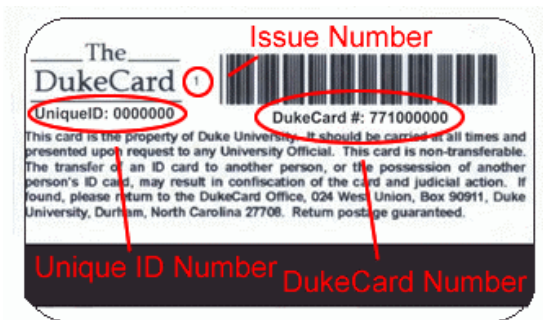 The
Issue Number
DukeCard
1
UniqueID: 0000000
DukeCard #: 771000000
This card is the property of Duke University. It should be carried at all times and
presented upon request to any University Official. This card is non-transferable.
The transfer of an ID card to another person, or the possession of another
person's ID card, may result in confiscation of the card and judicial action. If
found, please return to the DukeCard Office, 024 West Union, Box 90911, Duke
University, Durham, North Carolina 27708. Return postage guaranteed.
Unique ID Number
DukeCard Number